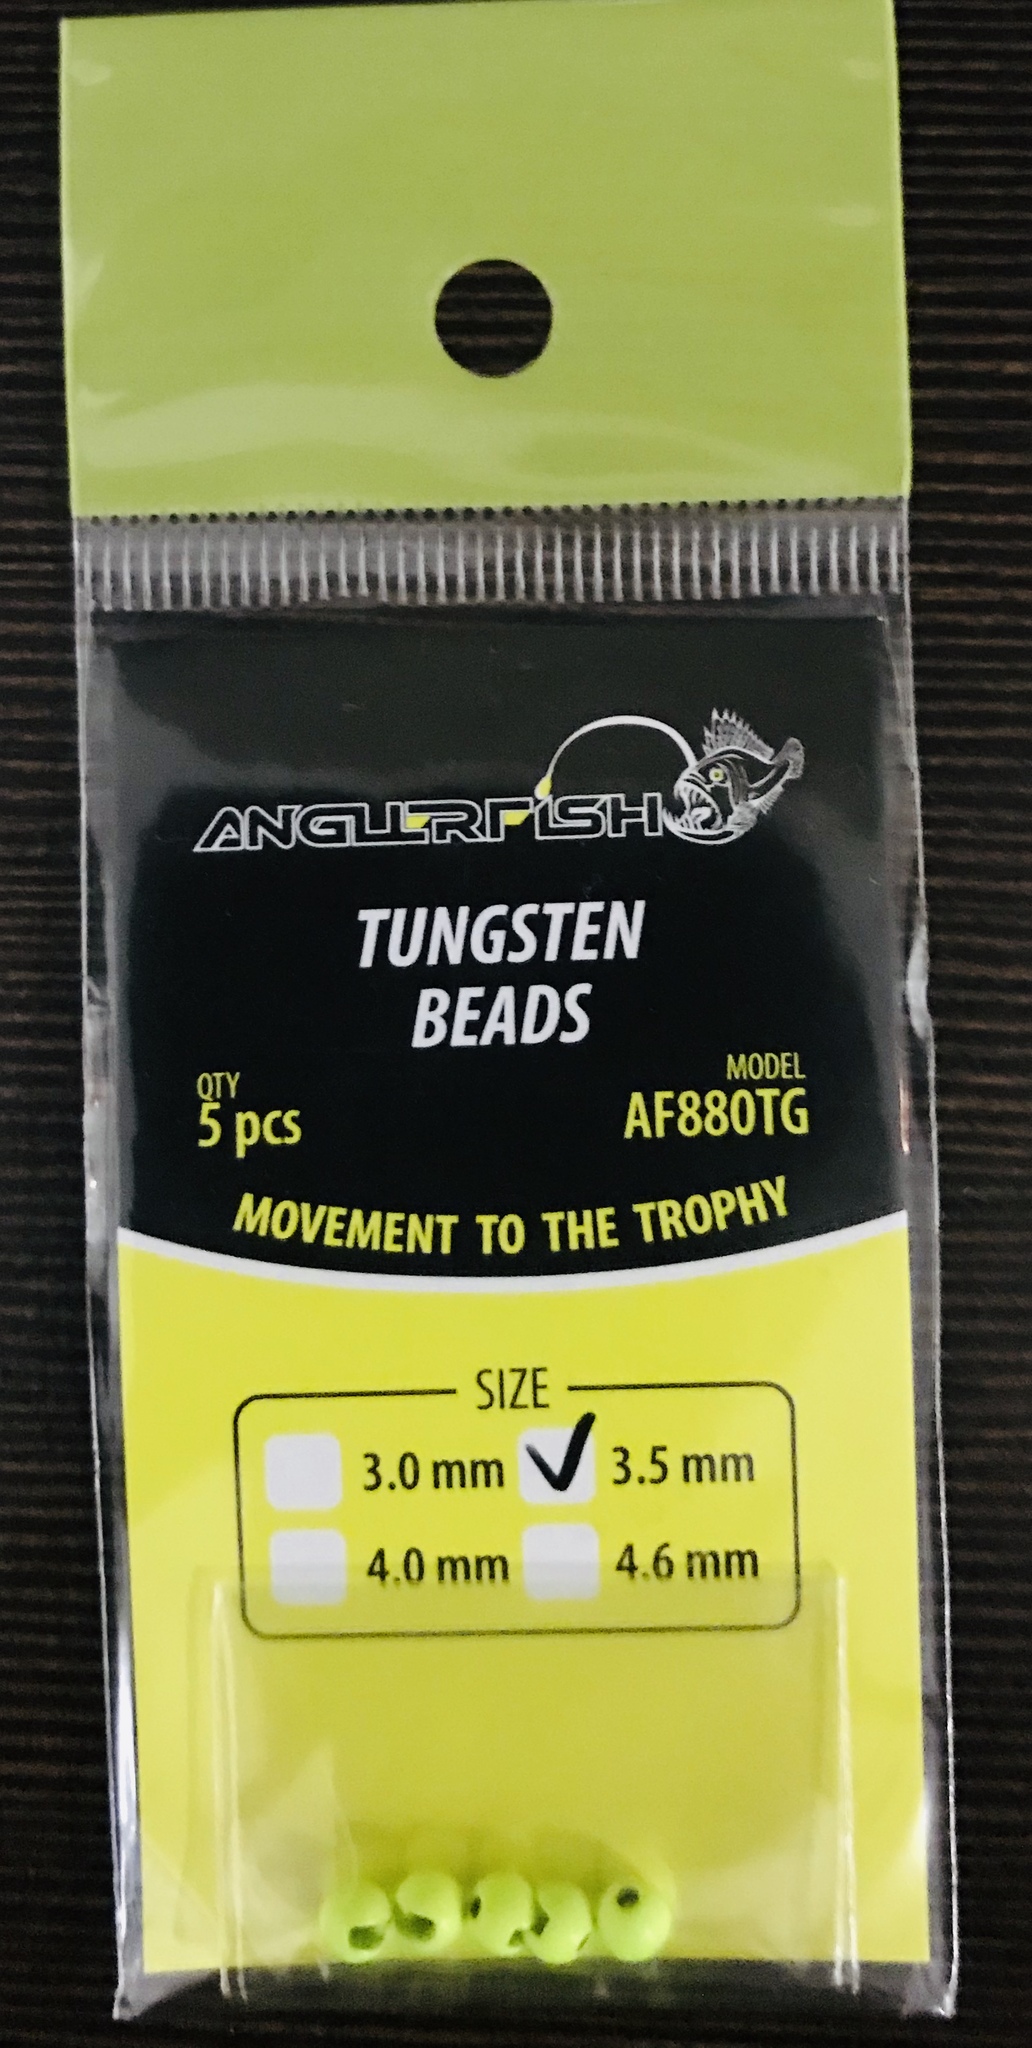 ANGLERFISH
TUNGSTEN
BEADS
QTY
5 pcs
MODEL
AF880TG
MOVEMENT TO THE TROPHY
SIZE
3.0 mm
3.5 mm
4.0 mm
4.6 mm